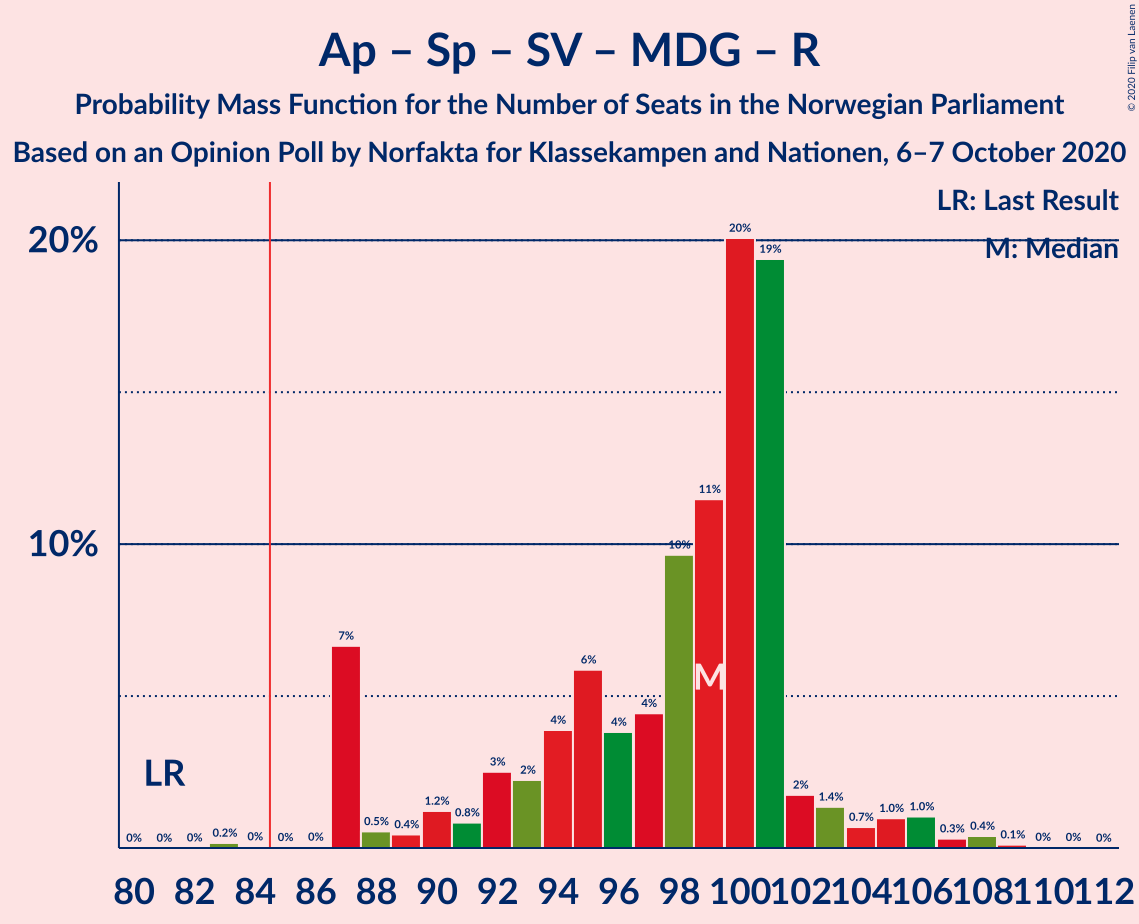 Ap – Sp – SV – MDG – R
Probability Mass Function for the Number of Seats in the Norwegian Parliament
Based on an Opinion Poll by Norfakta for Klassekampen and Nationen, 6–7 October 2020
© 2020 Filip van Laenen
LR: Last Result
M: Median
20%
10%
LR
M
0% 0% 0% 0.2% 0% 0% 0% 7% 0.5% 0.4% 1.2% 0.8% 3% 2% 4% 6% 4% 4% 10% 11% 20% 19% 2% 1.4% 0.7% 1.0% 1.0% 0.3% 0.4% 0.1% 0% 0% 0%
80 82 84 86 88 90 92 94 96 98 100 102 104 106 108 110 112